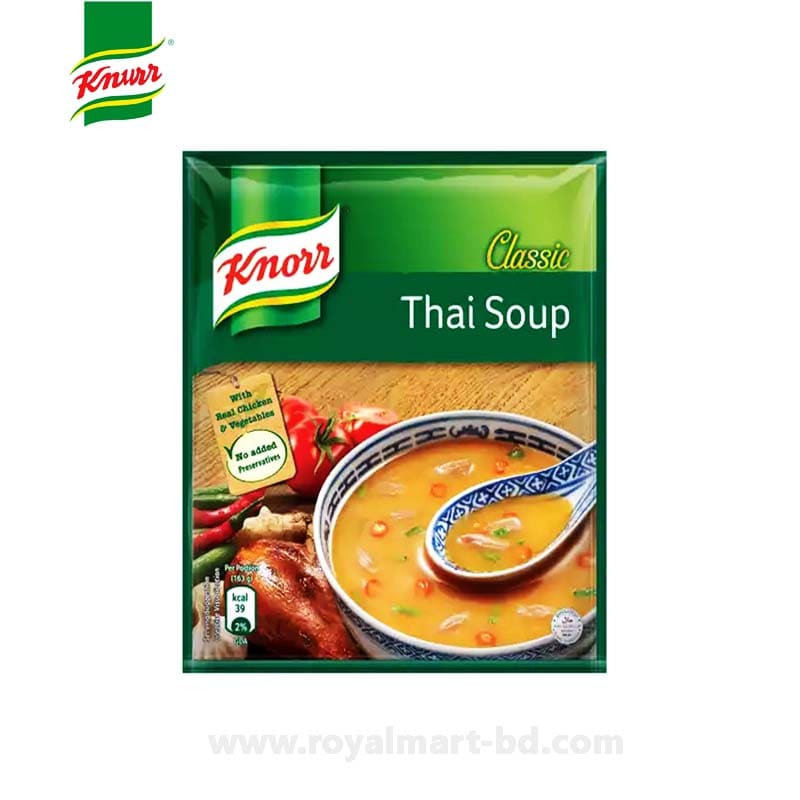 Knurr
®
Knorr
®
Classic
Thai Soup
With
Real Chicken
& Vegetables
No added
Preservatives
Per Portion
(163 g)
kcal
39
2%
www.royalmart-bd.com